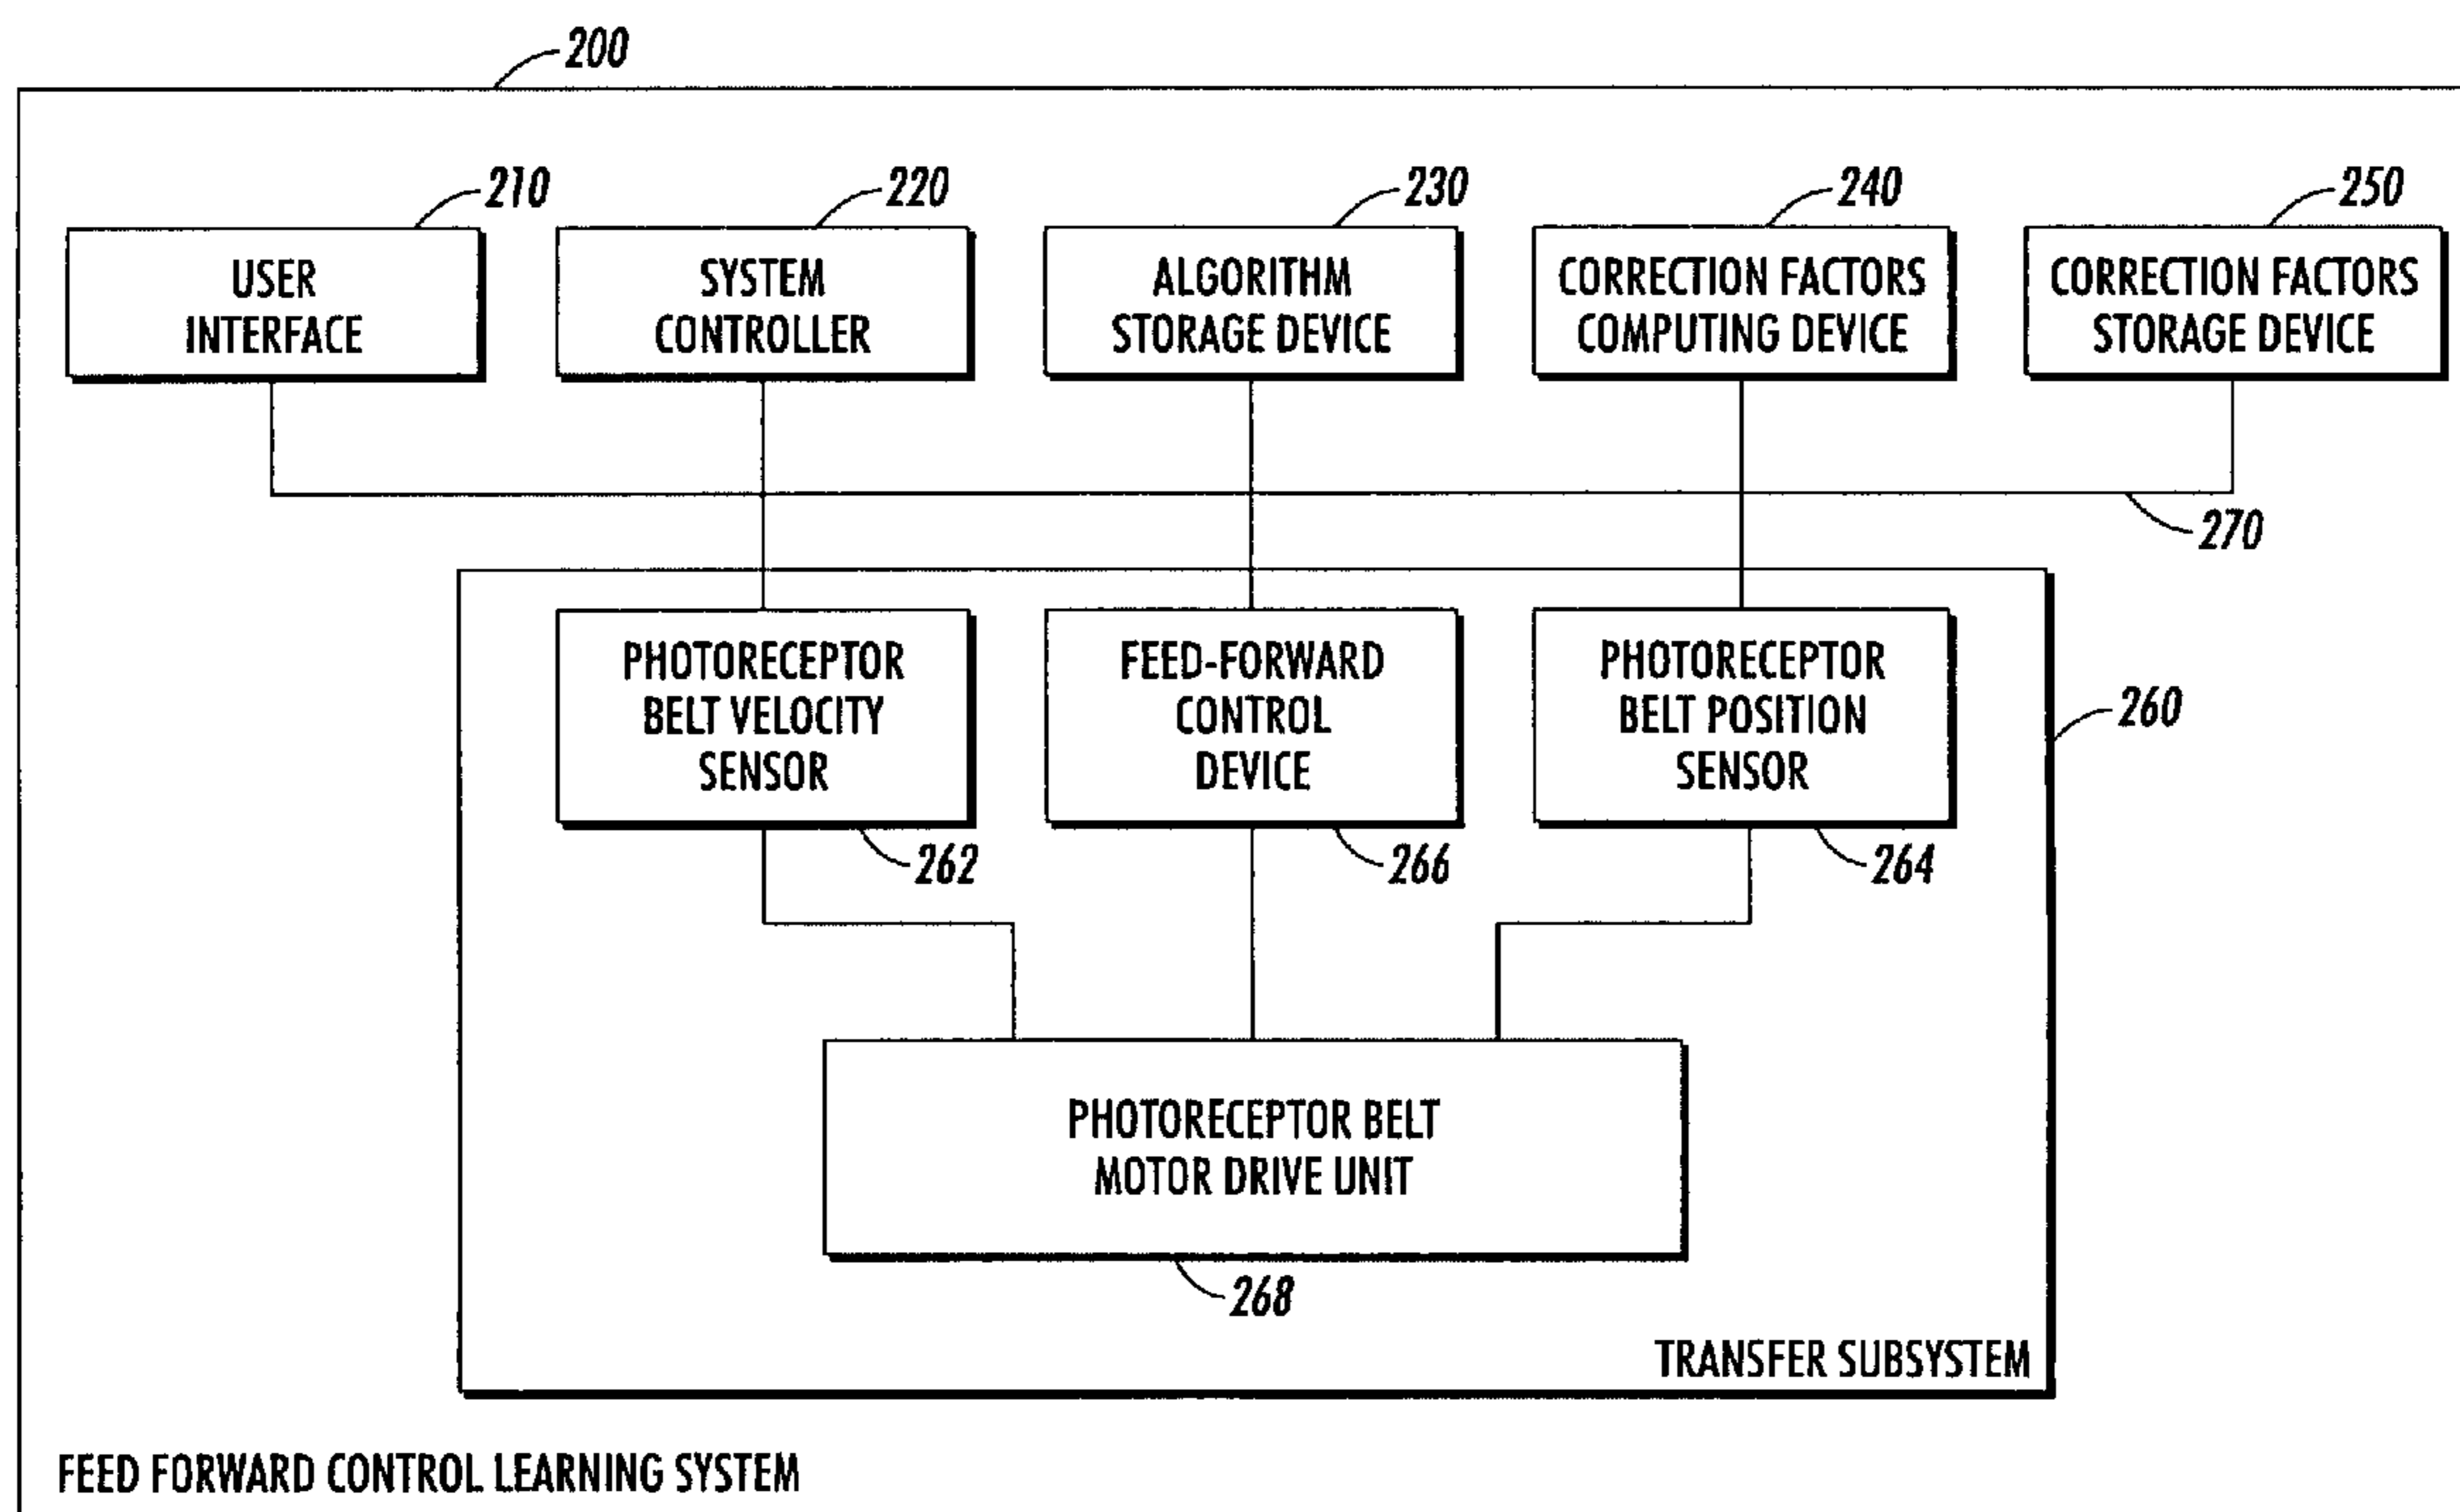 200
210
220
230
240
250
USER
INTERFACE
SYSTEM
CONTROLLER
ALGORITHM
STORAGE DEVICE
CORRECTION FACTORS
COMPUTING DEVICE
CORRECTION FACTORS
STORAGE DEVICE
270
PHOTORECEPTOR
BELT VELOCITY
SENSOR
FEED-FORWARD
CONTROL
DEVICE
PHOTORECEPTOR
BELT POSITION
SENSOR
260
262
266
264
PHOTORECEPTOR BELT
MOTOR DRIVE UNIT
268
TRANSFER SUBSYSTEM
FEED FORWARD CONTROL LEARNING SYSTEM